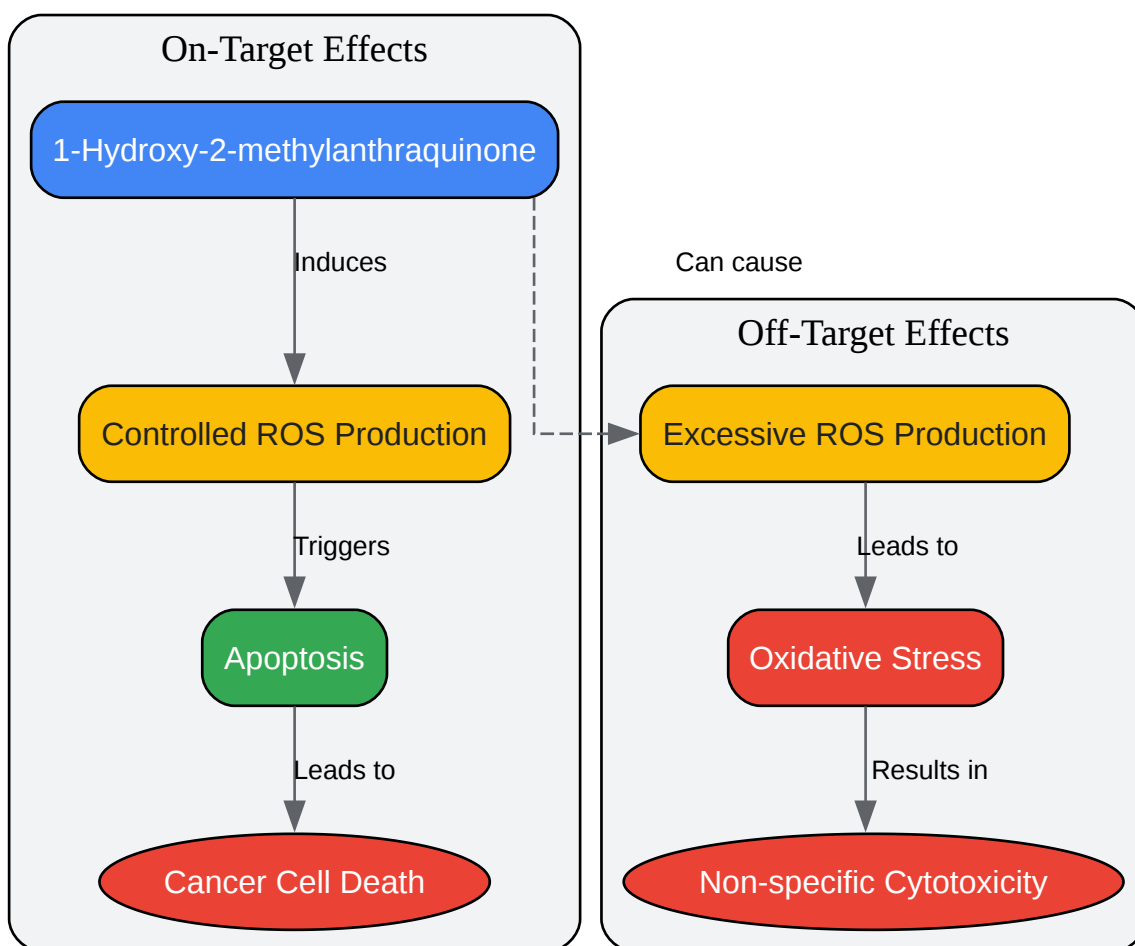 On-Target Effects
1-Hydroxy-2-methylanthraquinone
Induces
Controlled ROS Production
Triggers
Apoptosis
Leads to
Cancer Cell Death
Can cause
Off-Target Effects
Excessive ROS Production
Leads to
Oxidative Stress
Results in
Non-specific Cytotoxicity